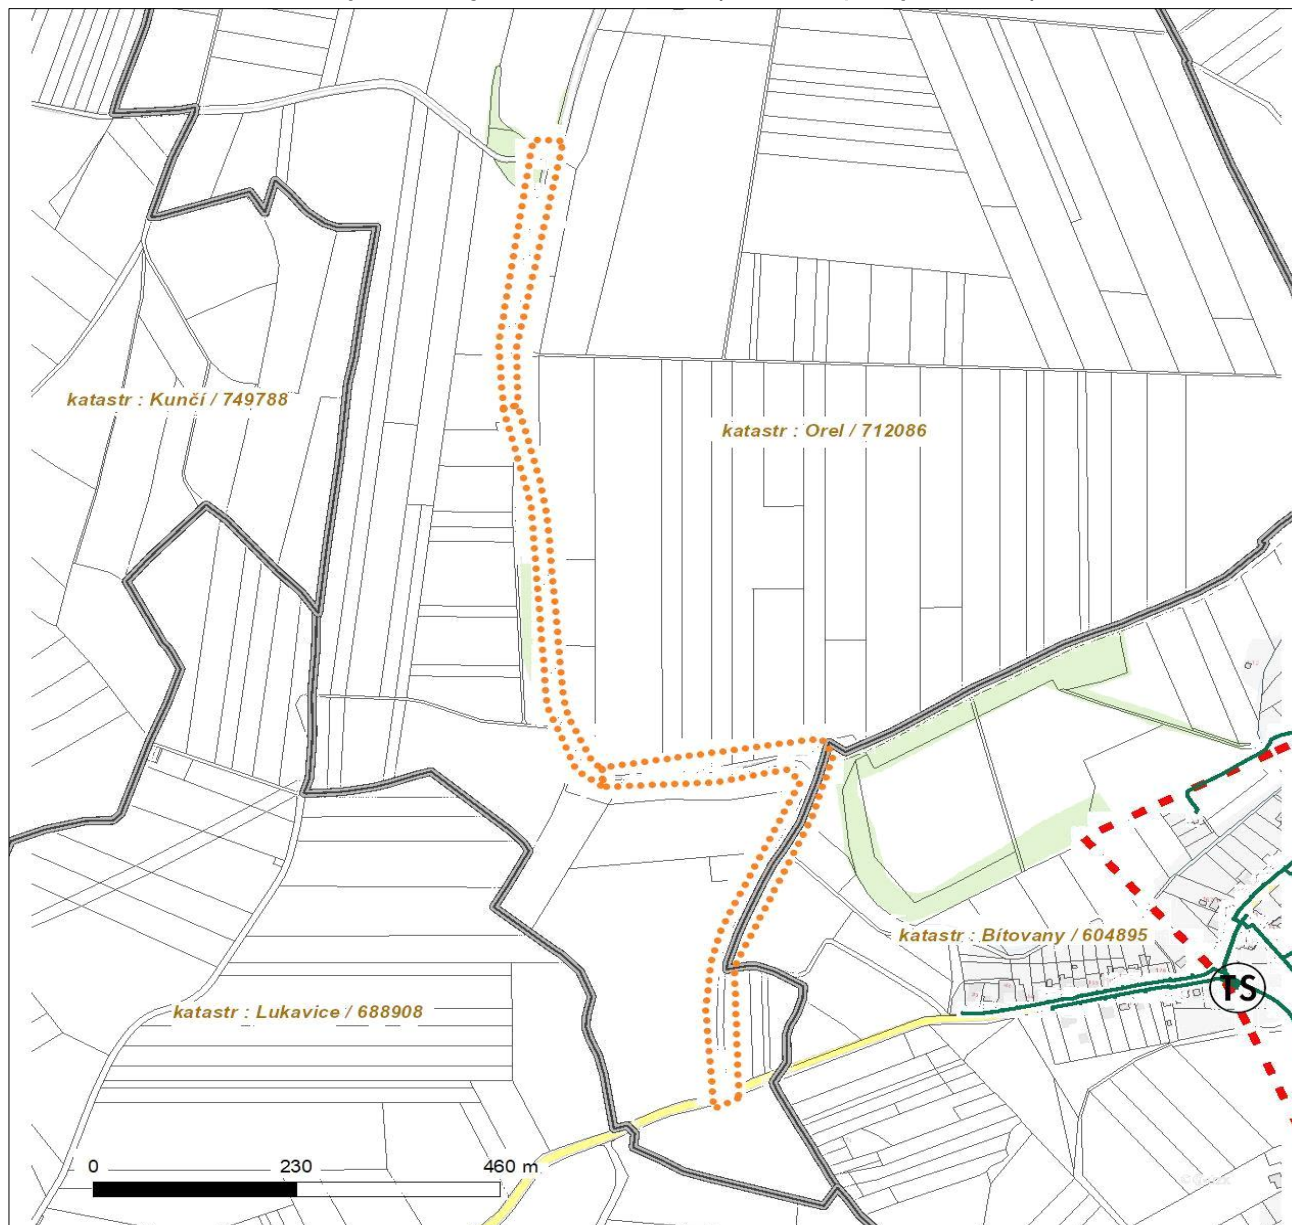 katastr : Kunčí / 749788
katastr : Orel / 712086
katastr : Bítovany / 604895
TS
katastr : Lukavice / 688908
0 230 460 m